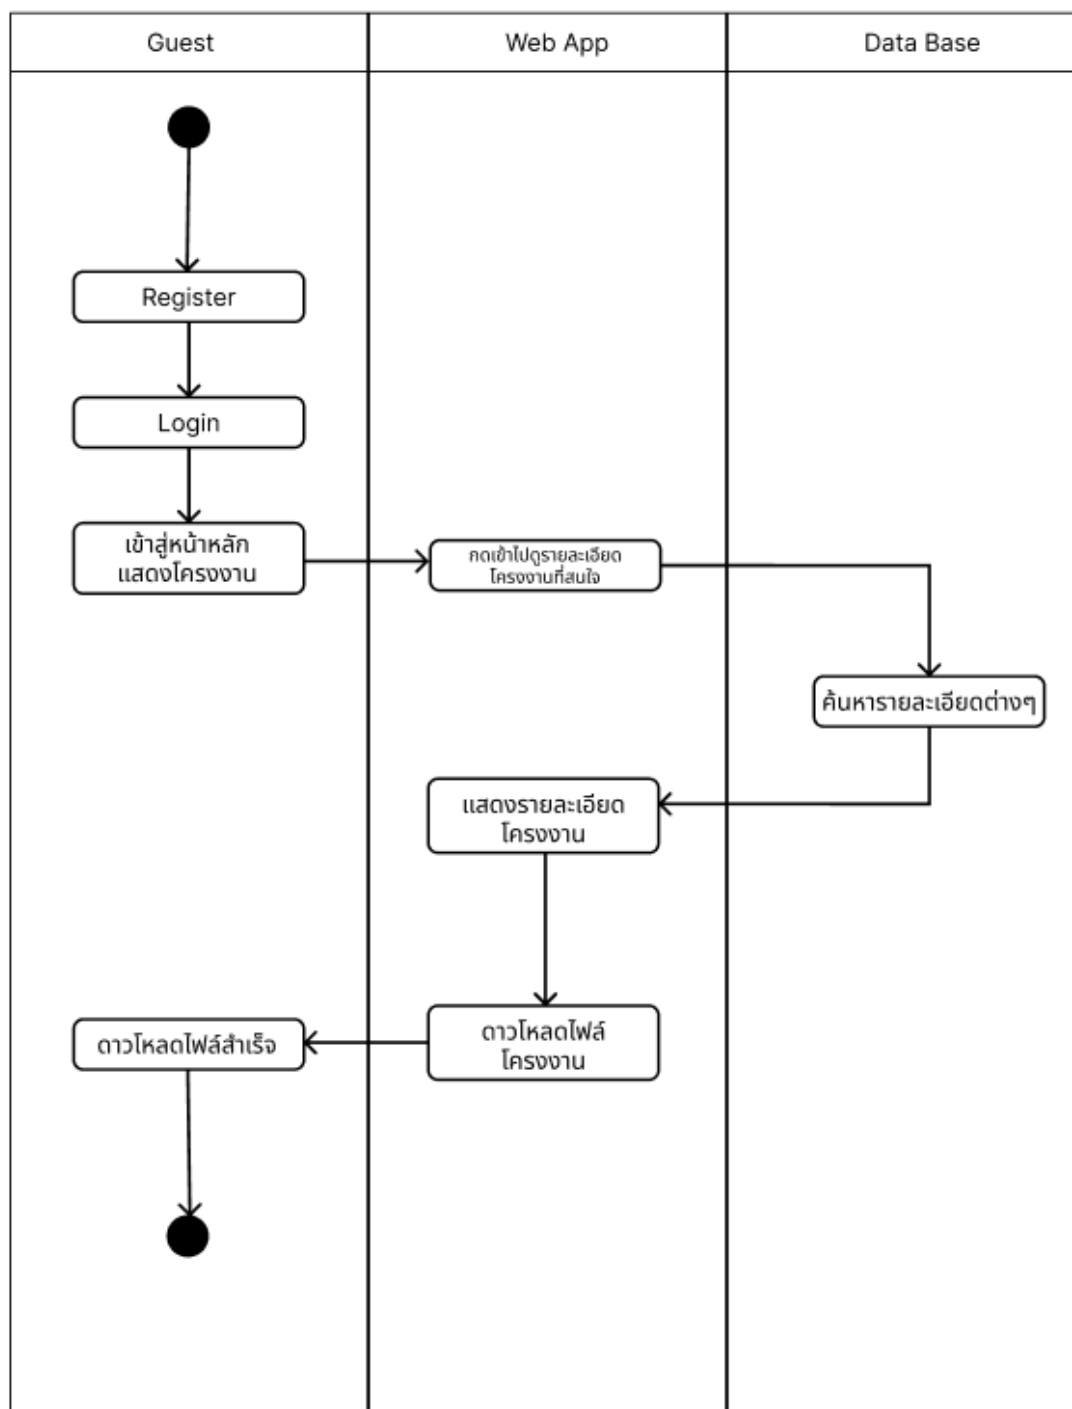 Guest
Web App
Data Base
Register
Login
เข้าสู่หน้าหลัก
แสดงโครงงาน
กดเข้าไปดูรายละเอียด
โครงงานที่สนใจ
ค้นหารายละเอียดต่างๆ
แสดงรายละเอียด
โครงงาน
ดาวโหลดไฟล์
โครงงาน
ดาวโหลดไฟล์สำเร็จ